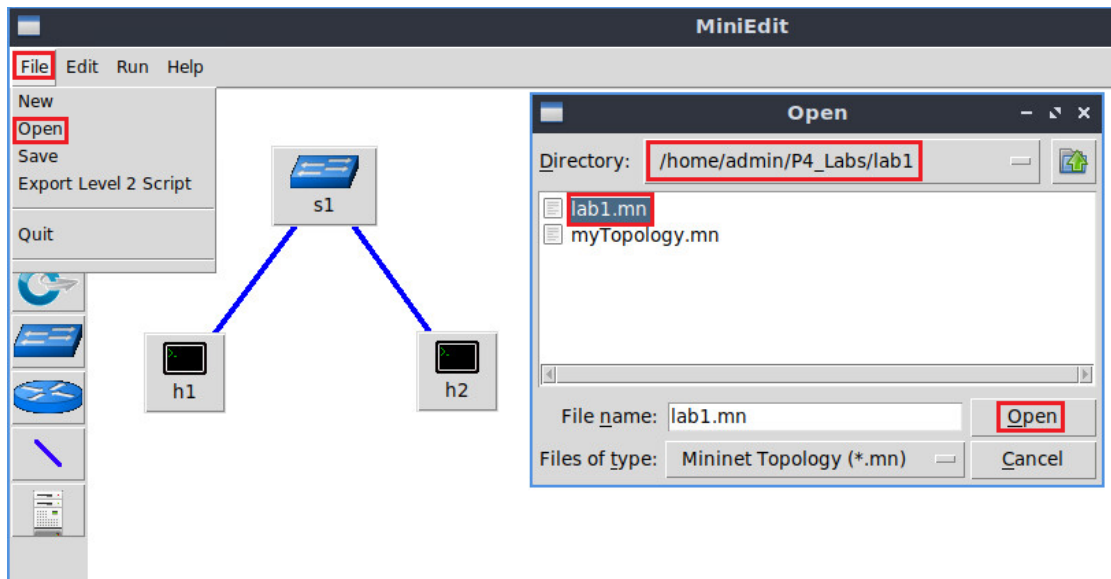 MiniEdit
File Edit Run Help
New
Open
Save
Export Level 2 Script
Quit
s1
h1
h2
Open
Directory: /home/admin/P4_Labs/lab1
lab1.mn
myTopology.mn
File name: lab1.mn Open
Files of type: Mininet Topology (*.mn) Cancel